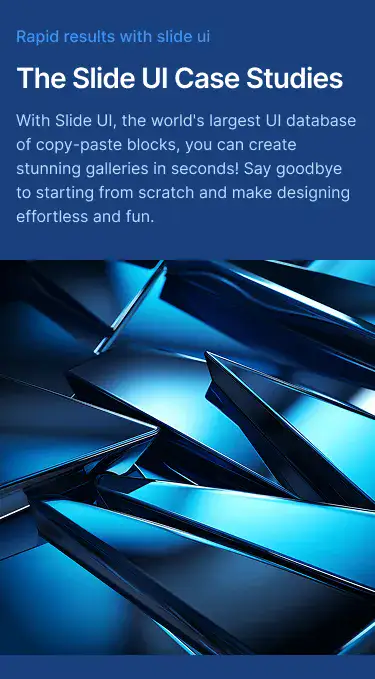 Rapid results with slide ui
The Slide UI Case Studies
With Slide UI, the world's largest UI database
of copy-paste blocks, you can create
stunning galleries in seconds! Say goodbye
to starting from scratch and make designing
effortless and fun.